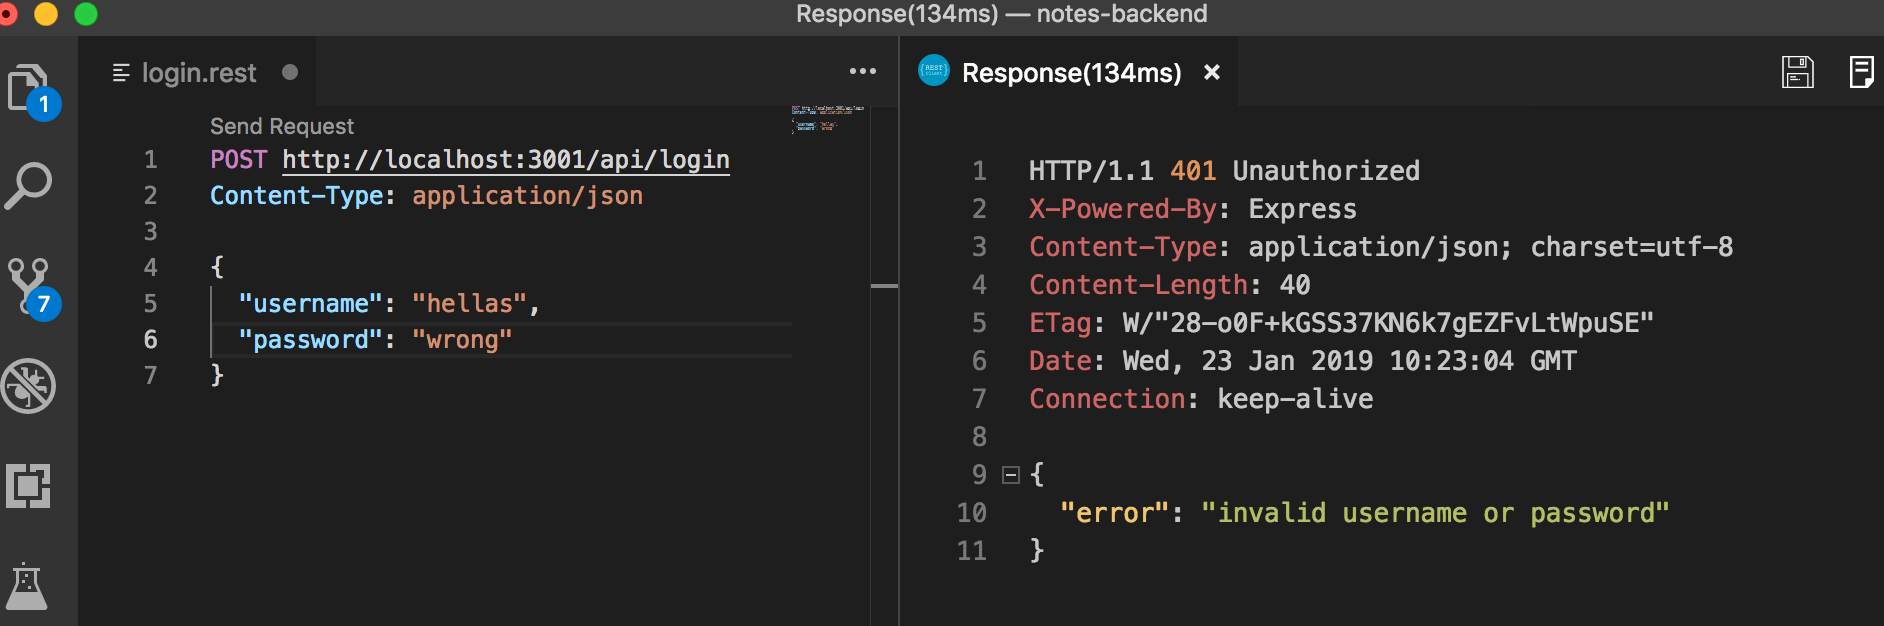 Response(134ms) — notes-backend
login.rest
Response(134ms)
1
7
Send Request
1 POST http://localhost:3001/api/login
2 Content-Type: application/json
3
4 {
5 "username": "hellas",
6 "password": "wrong"
7 }
REST
Client
1 HTTP/1.1 401 Unauthorized
2 X-Powered-By: Express
3 Content-Type: application/json; charset=utf-8
4 Content-Length: 40
5 ETag: W/"28-o0F+kGSS37KN6k7gEZFvLtWpuSE"
6 Date: Wed, 23 Jan 2019 10:23:04 GMT
7 Connection: keep-alive
8
9 {
10 "error": "invalid username or password"
11 }